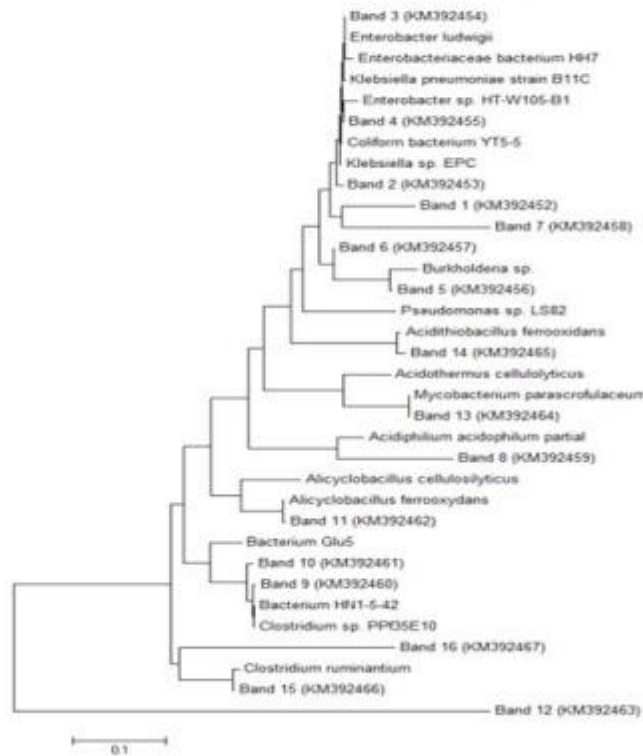 Band 3 (KM392454)
Enterobacter ludwigii
Enterobacteriaceae bacterium HH7
Klebsiella pneumoniae strain B11C
Enterobacter sp. HT-W105-B1
Band 4 (KM392455)
Coliform bacterium YT5-5
Klebsiella sp. EPC
Band 2 (KM392453)
Band 1 (KM392452)
Band 7 (KM392458)
Band 6 (KM392457)
Burkholderia sp.
Band 5 (KM392456)
Pseudomonas sp. LS82
Acidithiobacillus ferrooxidans
Band 14 (KM392465)
Acidothermus cellulolyticus
Mycobacterium parascrofulaceum
Band 13 (KM392464)
Acidiphilium acidophilum partial
Band 8 (KM392459)
Alicyclobacillus cellulosilyticus
Alicyclobacillus ferrooxydans
Band 11 (KM392462)
Bacterium Glu5
Band 10 (KM392461)
Band 9 (KM392460)
Bacterium HN1-5-42
Clostridium sp. PPf35E10
Band 16 (KM392467)
Clostridium ruminantium
Band 15 (KM392466)
Band 12 (KM392463)
0.1